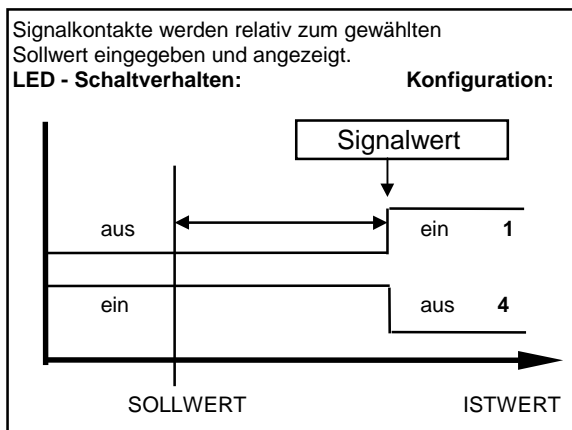 Signalkontakte werden relativ zum gewählten
Sollwert eingegeben und angezeigt.
LED - Schaltverhalten: Konfiguration:
Signalwert
aus ein 1
ein aus 4
SOLLWERT ISTWERT